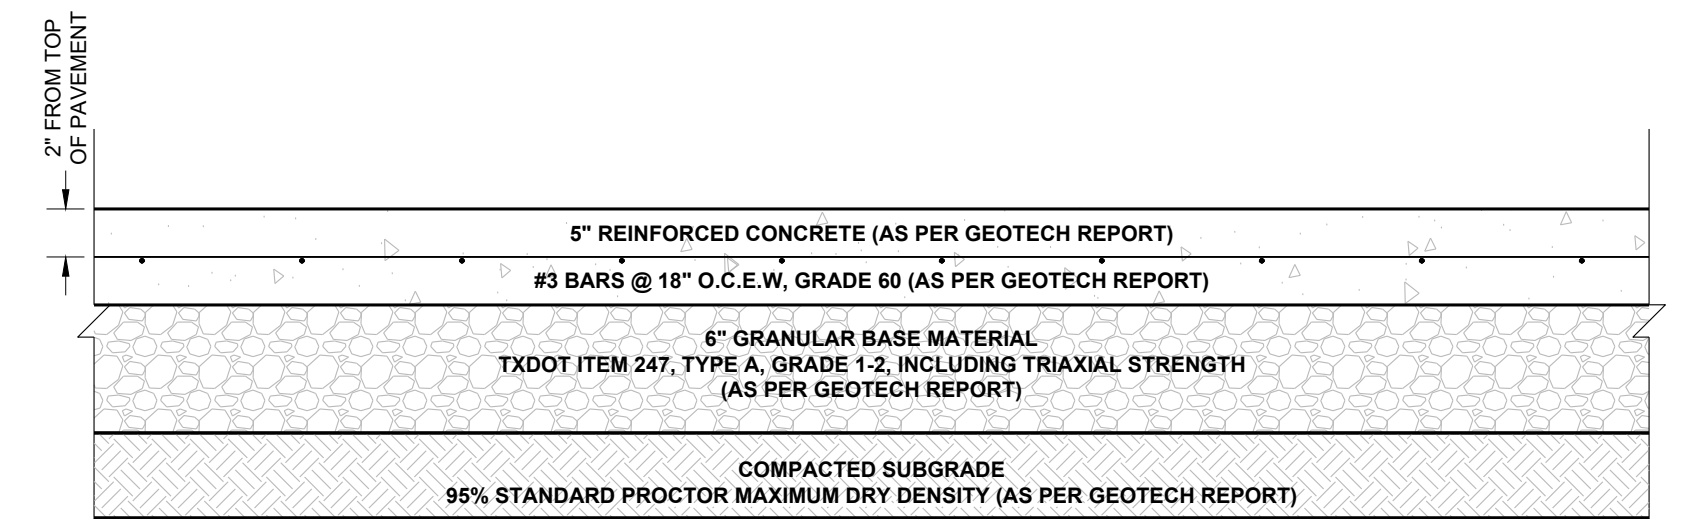 2" FROM TOP
OF PAVEMENT
5" REINFORCED CONCRETE (AS PER GEOTECH REPORT)
#3 BARS @ 18" O.C.E.W, GRADE 60 (AS PER GEOTECH REPORT)
6" GRANULAR BASE MATERIAL
TXDOT ITEM 247, TYPE A, GRADE 1-2, INCLUDING TRIAXIAL STRENGTH
(AS PER GEOTECH REPORT)
COMPACTED SUBGRADE
95% STANDARD PROCTOR MAXIMUM DRY DENSITY (AS PER GEOTECH REPORT)